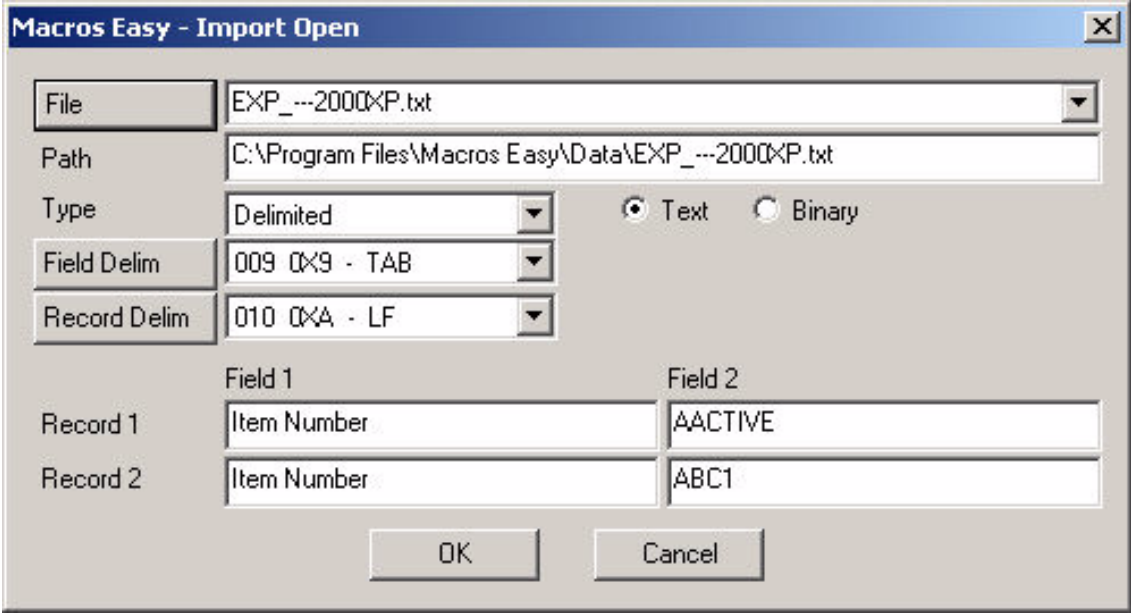 Macros Easy - Import Open
File EXP_---2000XP.txt
Path C:\Program Files\Macros Easy\Data\EXP_---2000XP.txt
Type Delimited Text Binary
Field Delim 009 0X9 - TAB
Record Delim 010 0XA - LF
Field 1 Field 2
Record 1 Item Number AACTIVE
Record 2 Item Number ABC1
OK Cancel